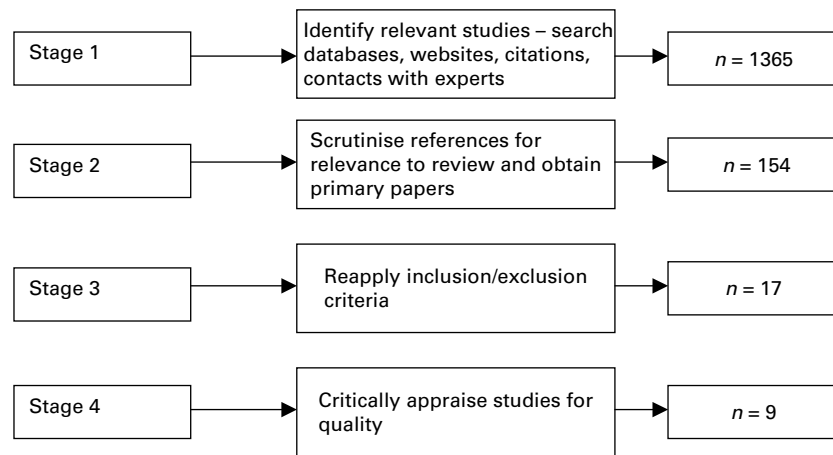 Stage 1
Identify relevant studies – search
databases, websites, citations,
contacts with experts
n = 1365
Stage 2
Scrutinise references for
relevance to review and obtain
primary papers
n = 154
Stage 3
Reapply inclusion/exclusion
criteria
n = 17
Stage 4
Critically appraise studies for
quality
n = 9